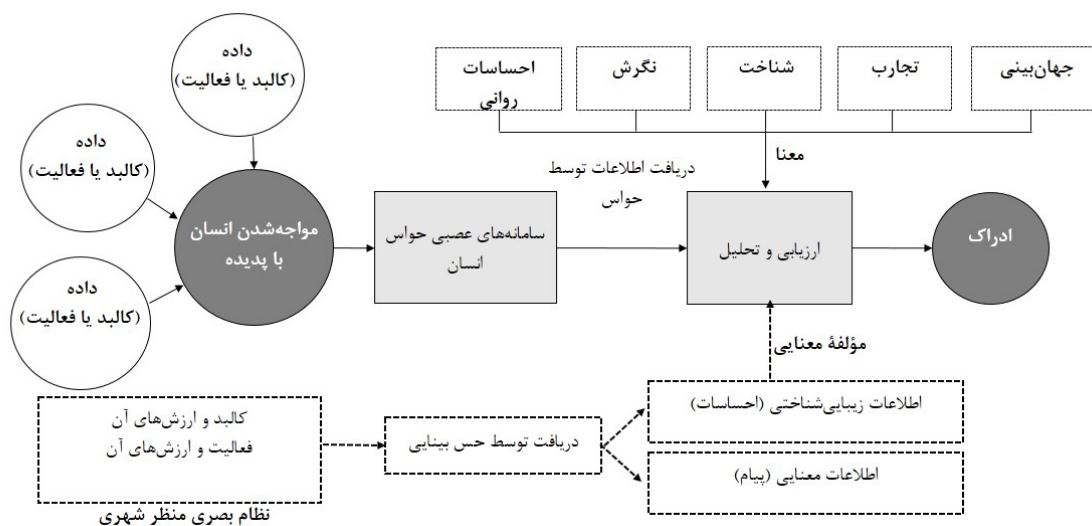 داده
(کالبد یا فعالیت)
داده
(کالبد یا فعالیت)
داده
(کالبد یا فعالیت)
مواجه‌شدن انسان
با پدیده
سامانه‌های عصبی حواس
انسان
دریافت اطلاعات توسط
حواس
جهان‌بینی
تجارب
شناخت
نگرش
احساسات
روانی
معنا
ارزیابی و تحلیل
ادراک
مؤلفهٔ معنایی
کالبد و ارزش‌های آن
فعالیت و ارزش‌های آن
نظام بصری منظر شهری
دریافت توسط حس بینایی
اطلاعات زیبایی‌شناختی (احساسات)
اطلاعات معنایی (پیام)